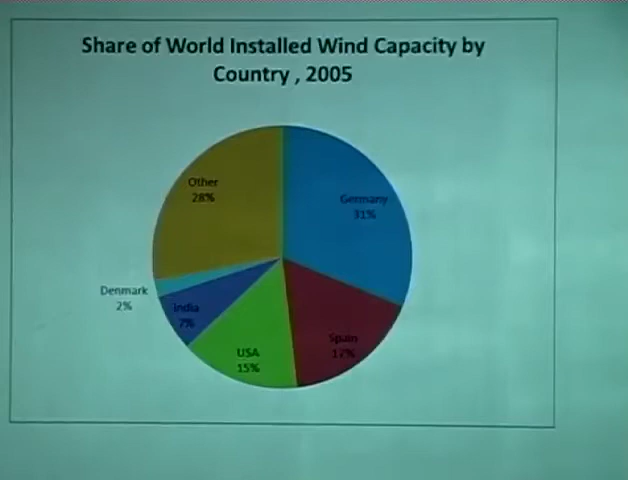 Share of World Installed Wind Capacity by
Country , 2005
Other
28%
Germany
31%
Denmark
2%
India
7%
Spain
17%
USA
15%